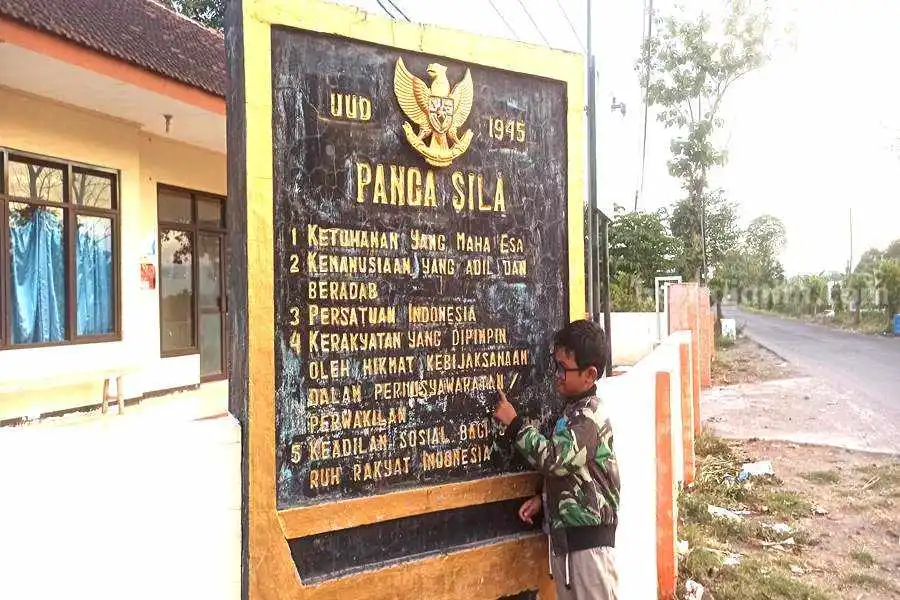 UUD 1945
PANCA SILA
1 KETUHANAN YANG MAHA ESA
2 KEMANUSIAAN YANG ADIL DAN
BERADAB
3 PERSATUAN INDONESIA
4 KERAKYATAN YANG DIPIMPIN
OLEH HIKMAT KEBIJAKSANAAN
DALAM PERMUSYAWARATAN /
PERWAKILAN
5 KEADILAN SOSIAL BAGI
RUH RAKYAT INDONESIA